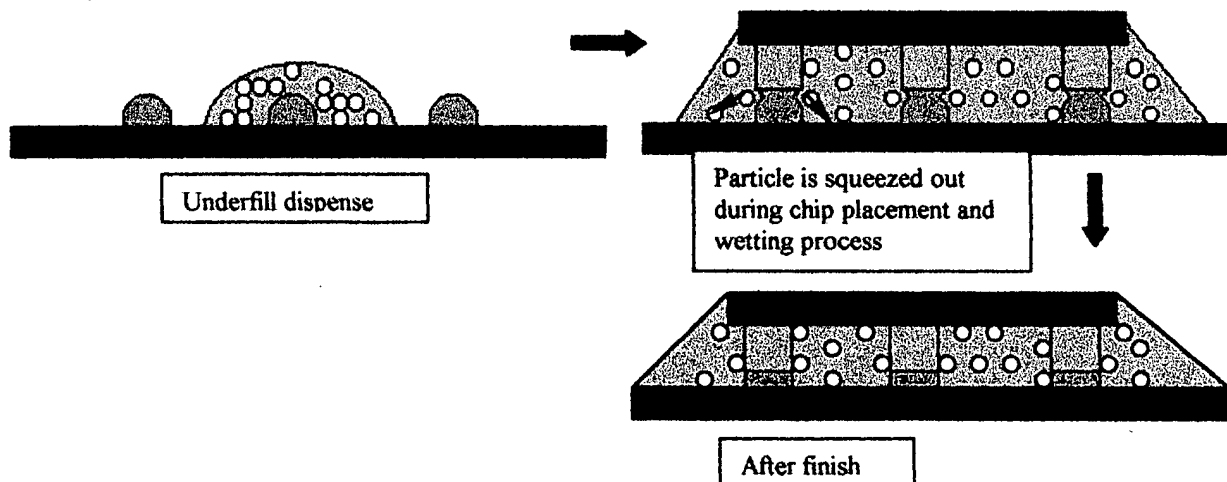 Underfill dispense
Particle is squeezed out
during chip placement and
wetting process
After finish